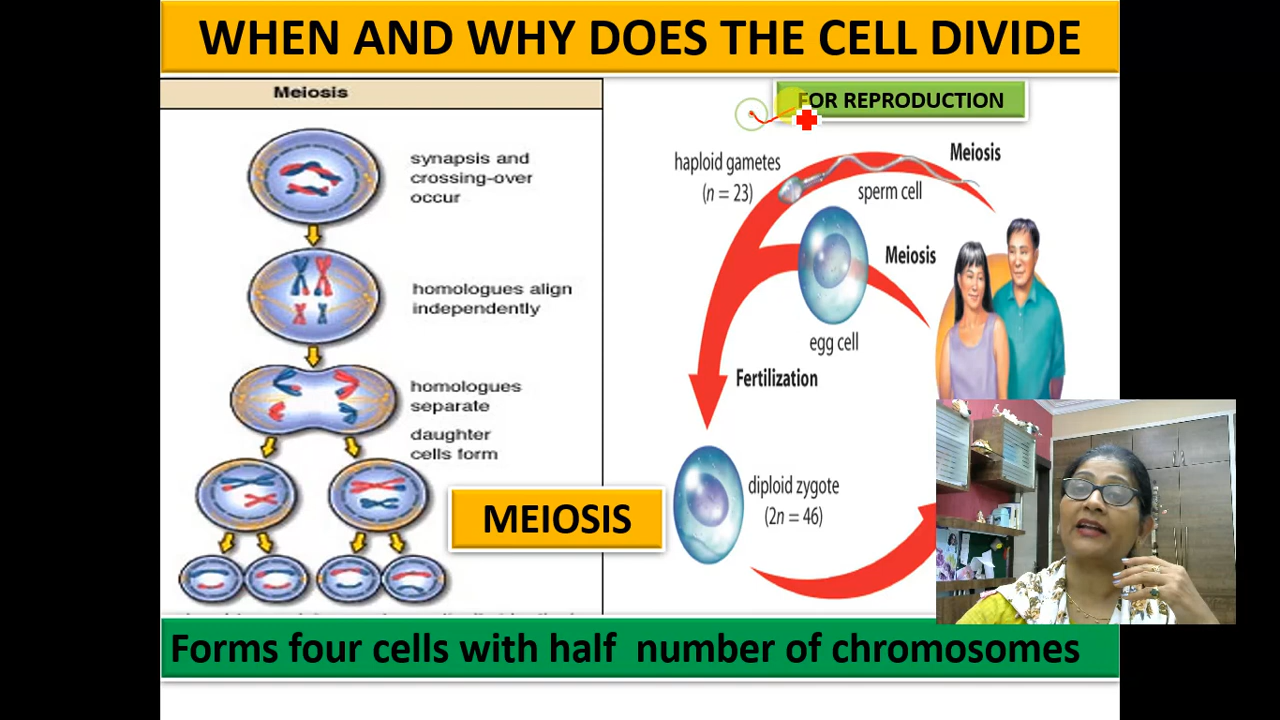 WHEN AND WHY DOES THE CELL DIVIDE
Meiosis
synapsis and
crossing-over
occur
homologues align
independently
homologues
separate
daughter
cells form
MEIOSIS
FOR REPRODUCTION
Meiosis
haploid gametes
(n = 23)
sperm cell
Meiosis
egg cell
Fertilization
diploid zygote
(2n = 46)
Forms four cells with half number of chromosomes